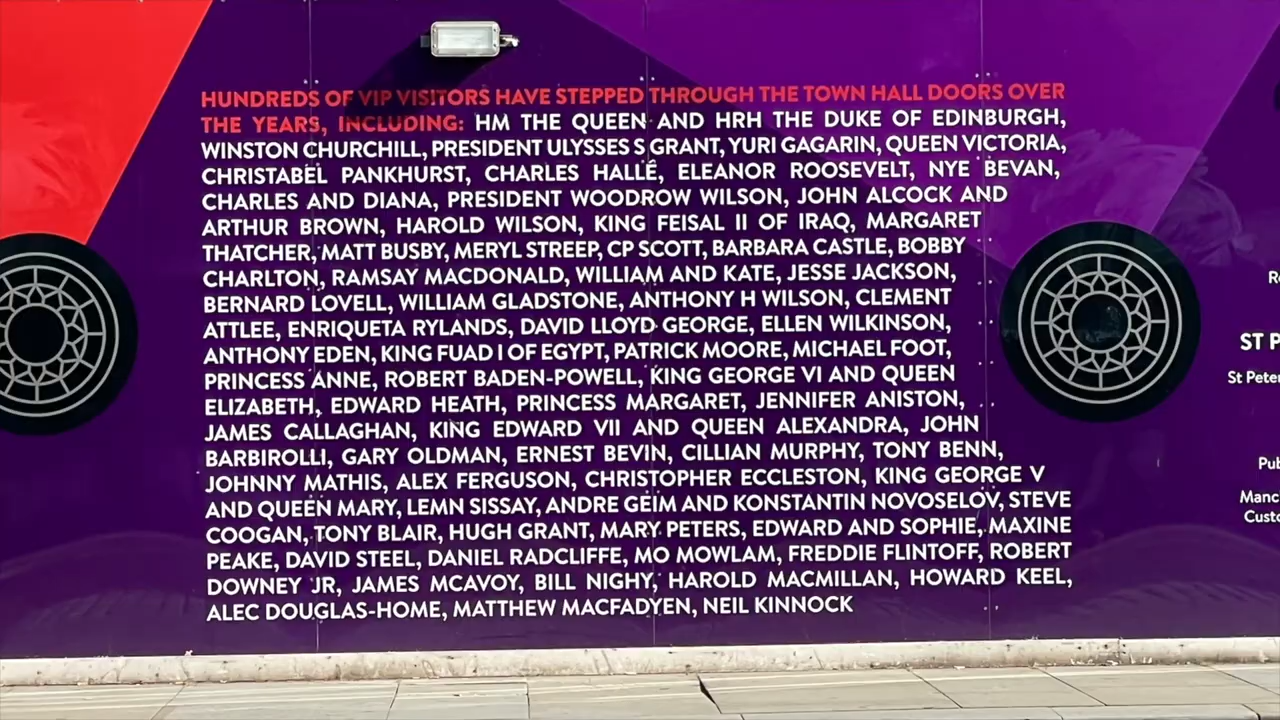 HUNDREDS OF VIP VISITORS HAVE STEPPED THROUGH THE TOWN HALL DOORS OVER
THE YEARS, INCLUDING: HM THE QUEEN AND HRH THE DUKE OF EDINBURGH,
WINSTON CHURCHILL, PRESIDENT ULYSSES S GRANT, YURI GAGARIN, QUEEN VICTORIA,
CHRISTABEL PANKHURST, CHARLES HALLÉ, ELEANOR ROOSEVELT, NYE BEVAN,
CHARLES AND DIANA, PRESIDENT WOODROW WILSON, JOHN ALCOCK AND
ARTHUR BROWN, HAROLD WILSON, KING FEISAL II OF IRAQ, MARGARET
THATCHER, MATT BUSBY, MERYL STREEP, CP SCOTT, BARBARA CASTLE, BOBBY
CHARLTON, RAMSAY MACDONALD, WILLIAM AND KATE, JESSE JACKSON,
BERNARD LOVELL, WILLIAM GLADSTONE, ANTHONY H WILSON, CLEMENT
ATTLEE, ENRIQUETA RYLANDS, DAVID LLOYD GEORGE, ELLEN WILKINSON,
ANTHONY EDEN, KING FUAD I OF EGYPT, PATRICK MOORE, MICHAEL FOOT,
PRINCESS ANNE, ROBERT BADEN-POWELL, KING GEORGE VI AND QUEEN
ELIZABETH, EDWARD HEATH, PRINCESS MARGARET, JENNIFER ANISTON,
JAMES CALLAGHAN, KING EDWARD VII AND QUEEN ALEXANDRA, JOHN
BARBIROLLI, GARY OLDMAN, ERNEST BEVIN, CILLIAN MURPHY, TONY BENN,
JOHNNY MATHIS, ALEX FERGUSON, CHRISTOPHER ECCLESTON, KING GEORGE V
AND QUEEN MARY, LEMN SISSAY, ANDRE GEIM AND KONSTANTIN NOVOSELOV, STEVE
COOGAN, TONY BLAIR, HUGH GRANT, MARY PETERS, EDWARD AND SOPHIE, MAXINE
PEAKE, DAVID STEEL, DANIEL RADCLIFFE, MO MOWLAM, FREDDIE FLINTOFF, ROBERT
DOWNEY JR, JAMES MCAVOY, BILL NIGHY, HAROLD MACMILLAN, HOWARD KEEL,
ALEC DOUGLAS-HOME, MATTHEW MACFADYEN, NEIL KINNOCK
ST P
St Peter
Pub
Manc
Custo